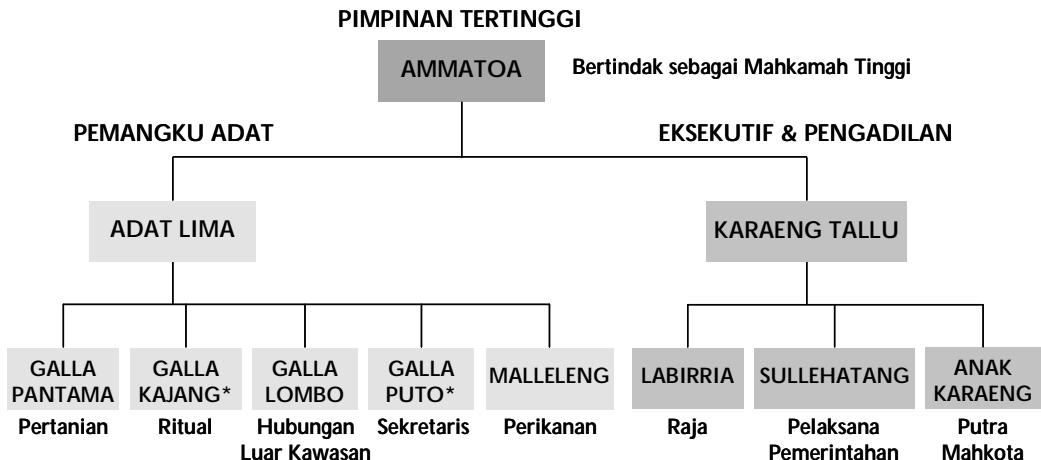 PIMPINAN TERTINGGI
AMMATOA
Bertindak sebagai Mahkamah Tinggi
PEMANGKU ADAT
EKSEKUTIF & PENGADILAN
ADAT LIMA
KARAENG TALLU
GALLA
PANTAMA
GALLA
KAJANG*
GALLA
LOMBO
GALLA
PUTO*
MALLELENG
LABIRRIA
SULLEHATANG
ANAK
KARAENG
Pertanian
Ritual
Hubungan
Luar Kawasan
Sekretaris
Perikanan
Raja
Pelaksana
Pemerintahan
Putra
Mahkota